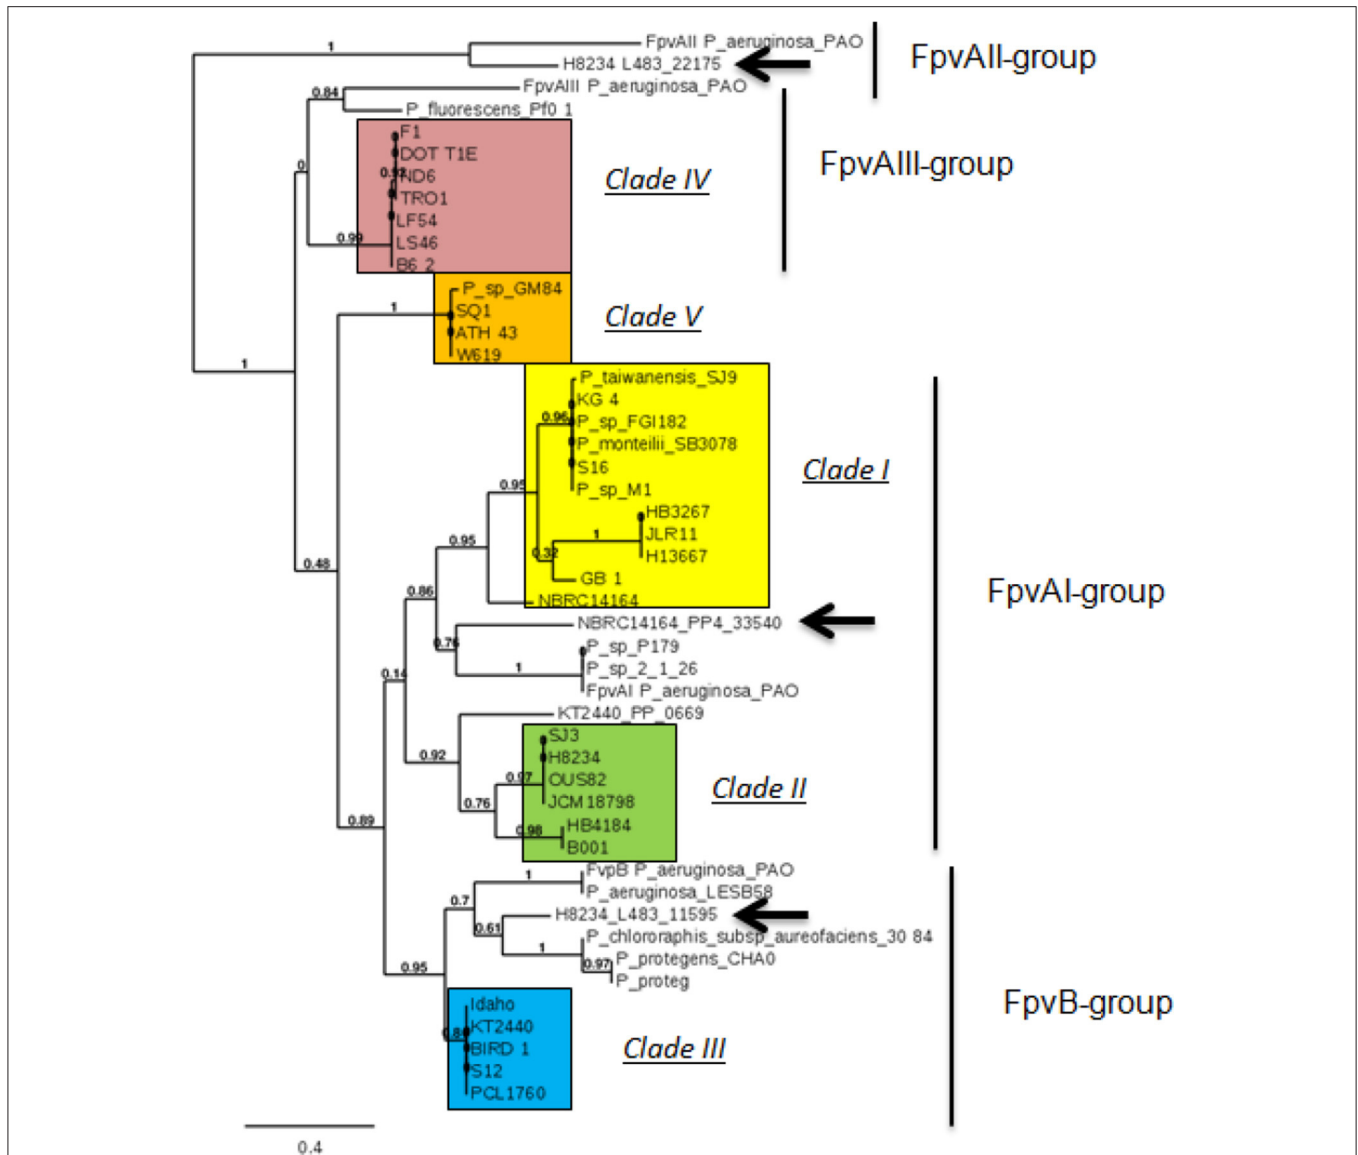 1
FpvAII P_aeruginosa_PAO
H8234 L483_22175
FpvAII-group
0.84
FpvAIII P_aeruginosa_PAO
P_fluorescens_Pf0 1
FpvAIII-group
0
F1
DOT T1E
ND6
TRO1
LF54
LS46
B6 2
0.99
Clade IV
1
P_sp_GM84
SQ1
ATH 43
W619
Clade V
1
0.48
P_taiwanensis_SJ9
KG 4
0.96
P_sp_FGI182
P_monteilii_SB3078
S16
P_sp_M1
Clade I
0.95
HB3267
1
JLR11
H13667
0.32
GB 1
0.95
NBRC14164
FpvAI-group
0.86
NBRC14164_PP4_33540
0.76
P_sp_P179
1
P_sp_2_1_26
FpvAI P_aeruginosa_PAO
0.14
KT2440_PP_0669
0.92
SJ3
H8234
0.97
OUS82
JCM18798
Clade II
0.76
HB4184
0.98
B001
0.89
FvpB P_aeruginosa_PAO
1
P_aeruginosa_LESB58
0.7
H8234_L483_11595
0.61
P_chlororaphis_subsp_aureofaciens_30 84
1
P_protegens_CHA0
0.97
P_proteg
0.95
FpvB-group
Idaho
KT2440
BIRD 1
S12
PCL1760
Clade III
0.4